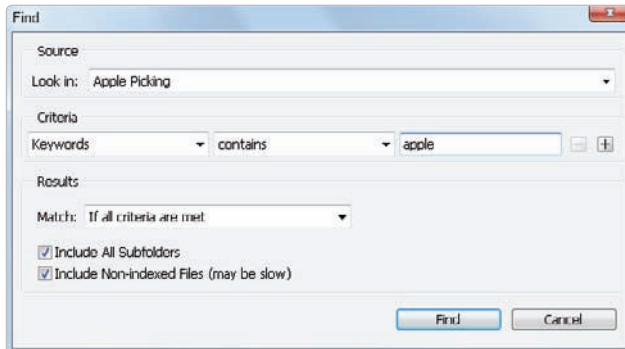 Find
Source
Look in: Apple Picking
Criteria
Keywords contains apple
Results
Match: If all criteria are met
Include All Subfolders
Include Non-indexed Files (may be slow)
Find Cancel